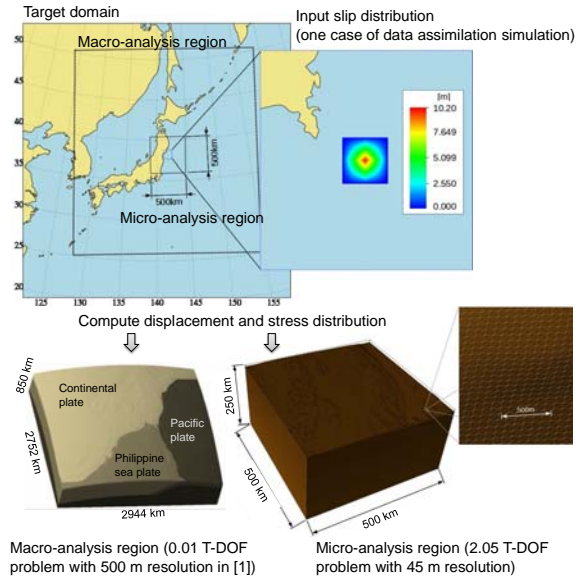 Target domain
Input slip distribution
(one case of data assimilation simulation)
Macro-analysis region
[m]
10.20
7.649
5.099
2.550
0.000
500km
500km
Micro-analysis region
50
45
40
35
30
25
125
130
135
140
145
150
155
Compute displacement and stress distribution
850 km
2752 km
2944 km
Continental
plate
Pacific
plate
Philippine
sea plate
250 km
500 km
500 km
500m
Macro-analysis region (0.01 T-DOF
problem with 500 m resolution in [1])
Micro-analysis region (2.05 T-DOF
problem with 45 m resolution)